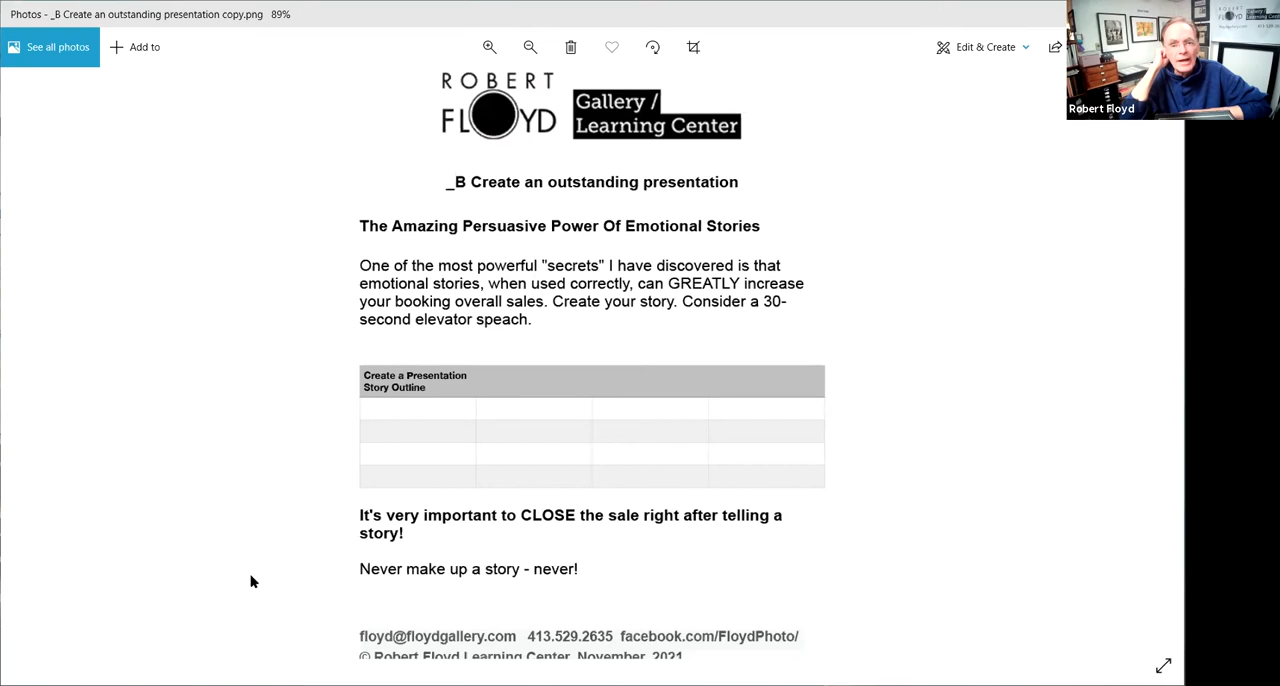 Photos - _B Create an outstanding presentation copy.png 89%
See all photos
Add to
Edit & Create
Robert Floyd
ROBERT
FLOYD
Gallery /
Learning Center
ROBERT
FLOYD
Gallery /
Learning Center
_B Create an outstanding presentation
The Amazing Persuasive Power Of Emotional Stories
One of the most powerful "secrets" I have discovered is that
emotional stories, when used correctly, can GREATLY increase
your booking overall sales. Create your story. Consider a 30-
second elevator speach.
Create a Presentation
Story Outline
It's very important to CLOSE the sale right after telling a
story!
Never make up a story - never!
floyd@floydgallery.com 413.529.2635 facebook.com/FloydPhoto/
© Robert Floyd Learning Center, November, 2021